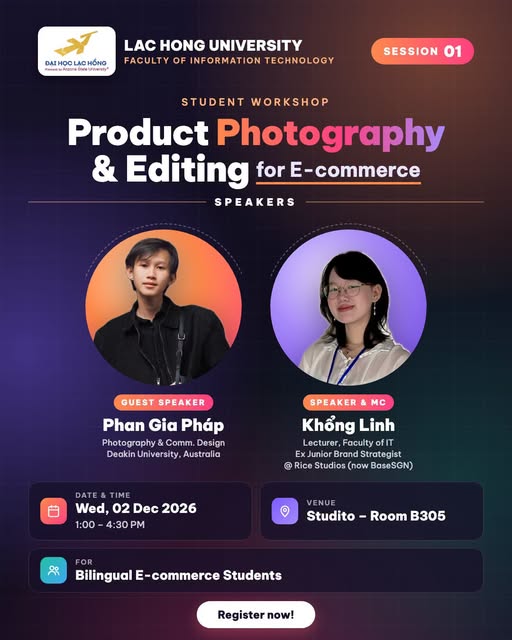 ĐẠI HỌC LẠC HỒNG
LAC HONG UNIVERSITY
FACULTY OF INFORMATION TECHNOLOGY
SESSION 01
STUDENT WORKSHOP
Product Photography
& Editing for E-commerce
SPEAKERS
GUEST SPEAKER
Phan Gia Pháp
Photography & Comm. Design
Deakin University, Australia
SPEAKER & MC
Khổng Linh
Lecturer, Faculty of IT
Ex Junior Brand Strategist
@ Rice Studios (now BaseSGN)
DATE & TIME
Wed, 02 Dec 2026
1:00 – 4:30 PM
VENUE
Studito – Room B305
FOR
Bilingual E-commerce Students
Register now!